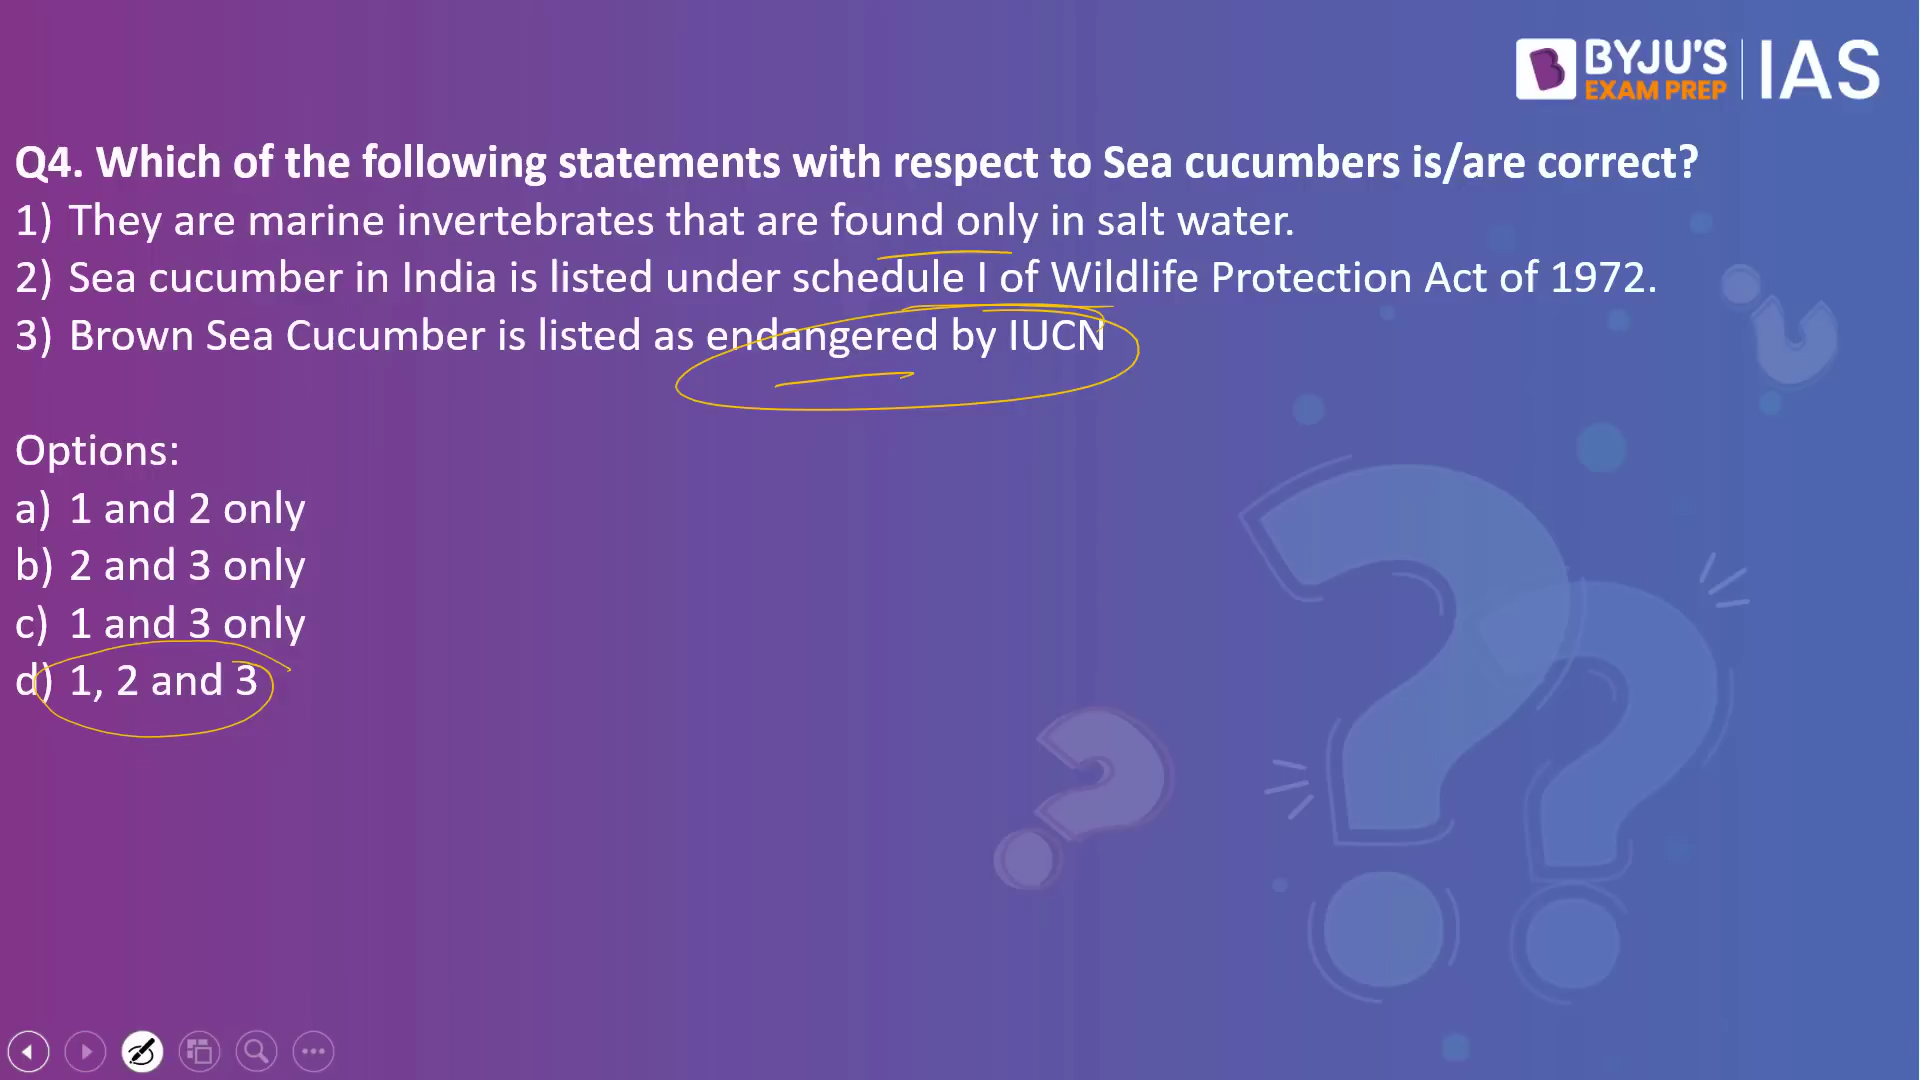 BYJU'S
EXAM PREP
IAS
Q4. Which of the following statements with respect to Sea cucumbers is/are correct?
1) They are marine invertebrates that are found only in salt water.
2) Sea cucumber in India is listed under schedule I of Wildlife Protection Act of 1972.
3) Brown Sea Cucumber is listed as endangered by IUCN
Options:
a) 1 and 2 only
b) 2 and 3 only
c) 1 and 3 only
d) 1, 2 and 3